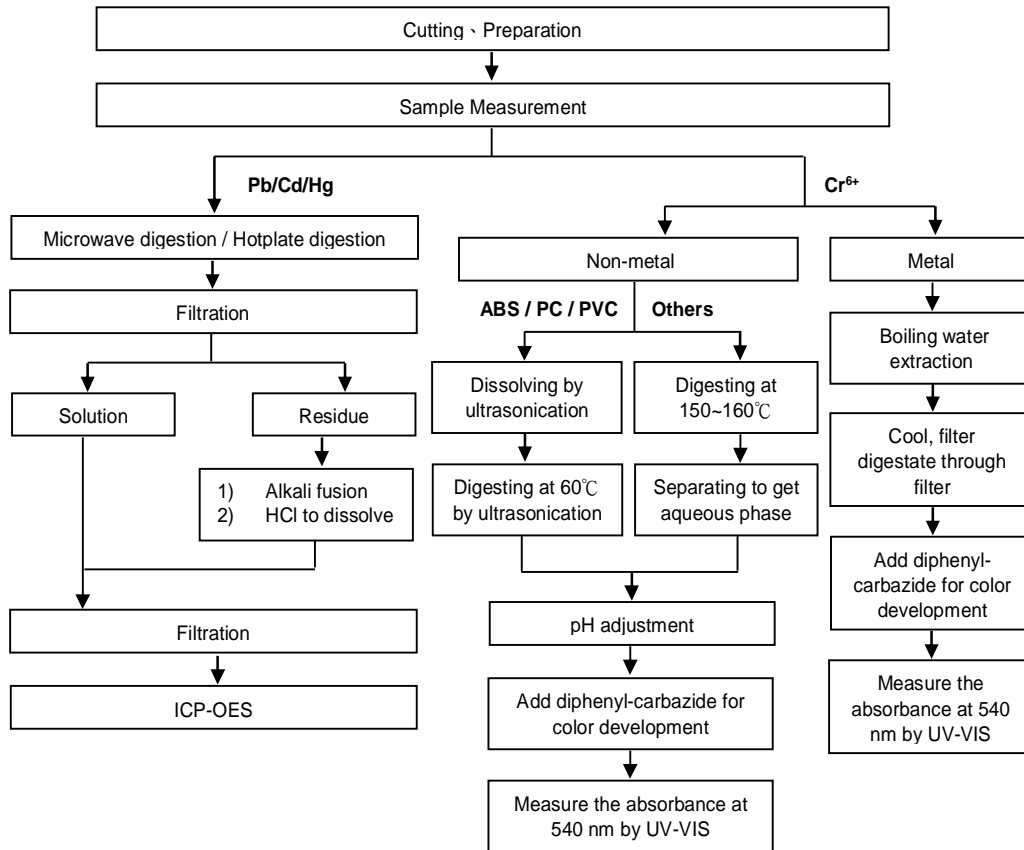 Cutting、Preparation
Sample Measurement
Pb/Cd/Hg
Cr⁶⁺
Microwave digestion / Hotplate digestion
Non-metal
Metal
Filtration
ABS / PC / PVC
Others
Boiling water
extraction
Solution
Residue
Dissolving by
ultrasonication
Digesting at
150~160℃
Cool, filter
digestate through
filter
1) Alkali fusion
2) HCl to dissolve
Digesting at 60℃
by ultrasonication
Separating to get
aqueous phase
Add diphenyl-
carbazide for color
development
Filtration
pH adjustment
Measure the
absorbance at 540
nm by UV-VIS
ICP-OES
Add diphenyl-carbazide for
color development
Measure the absorbance at
540 nm by UV-VIS